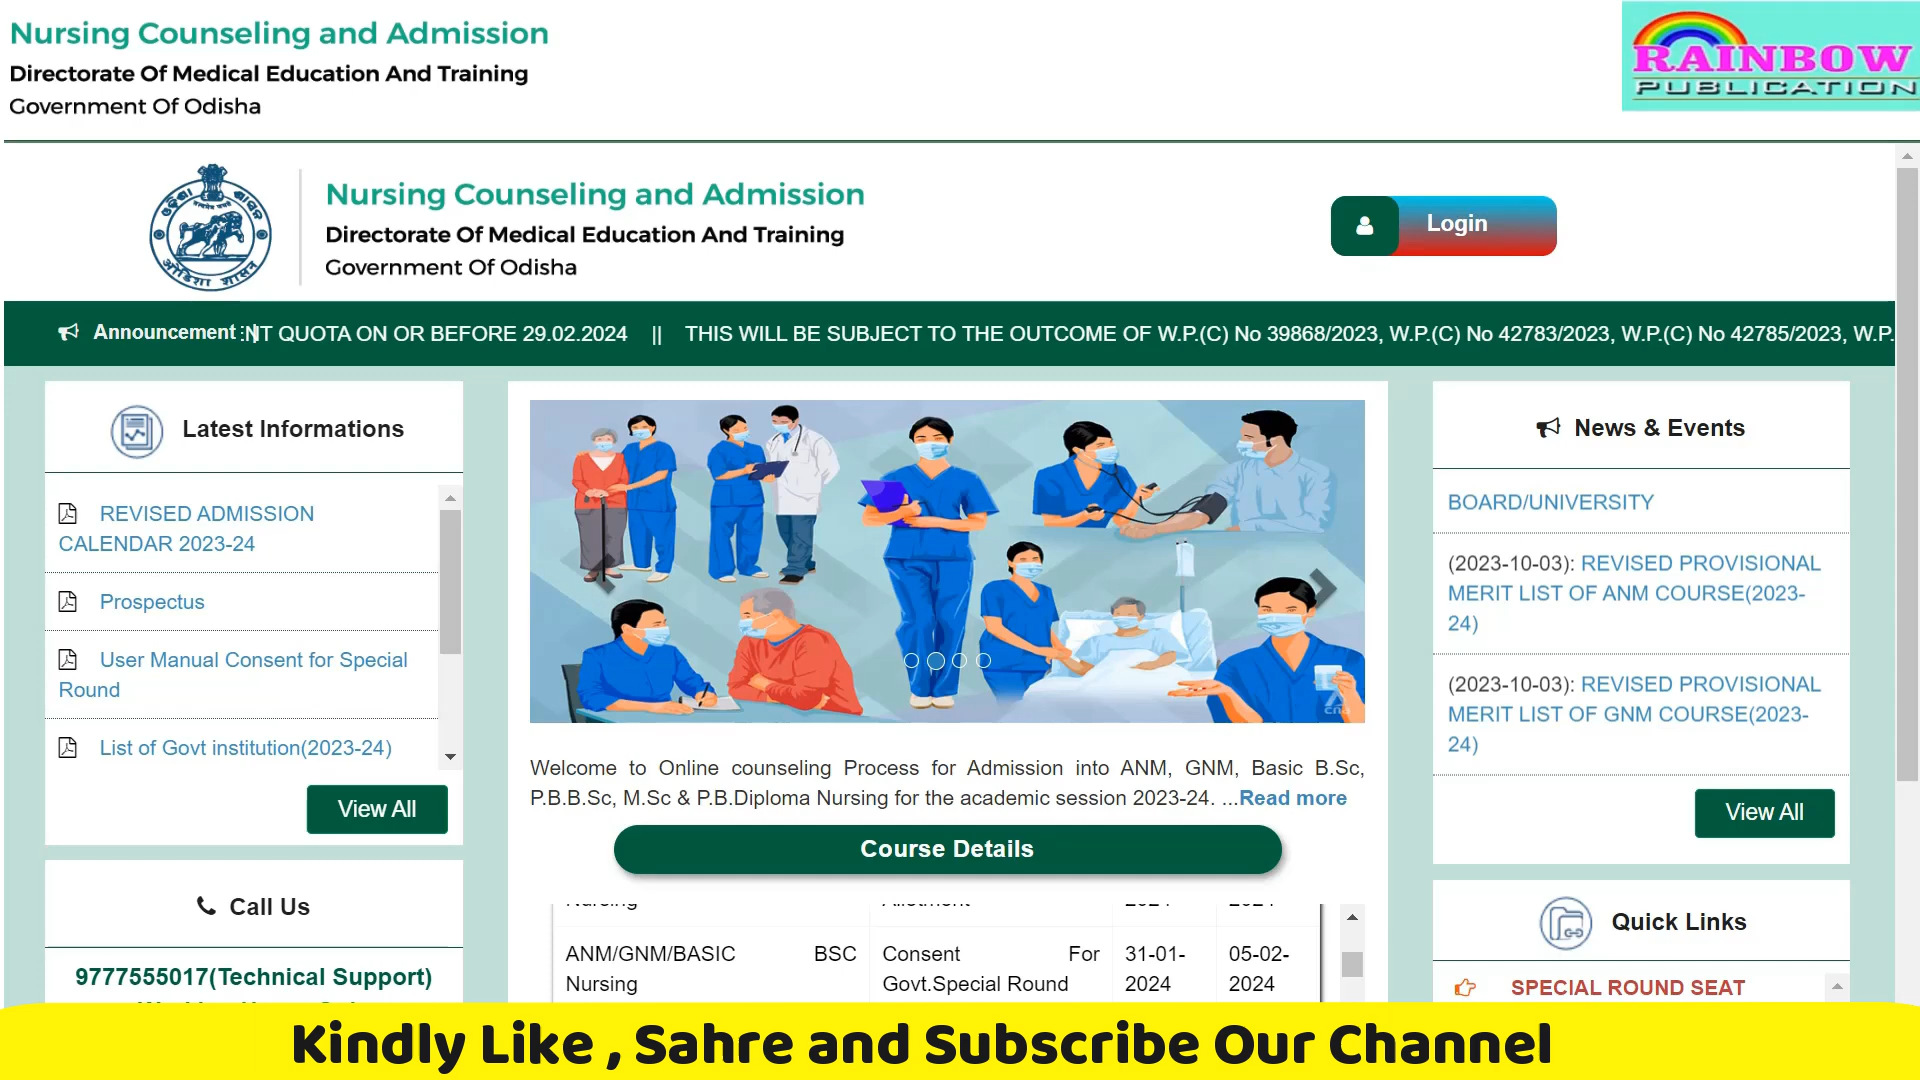 Nursing Counseling and Admission
Directorate Of Medical Education And Training
Government Of Odisha
RAINBOW
PUBLICATION
Nursing Counseling and Admission
Directorate Of Medical Education And Training
Government Of Odisha
Login
Announcement : NT QUOTA ON OR BEFORE 29.02.2024 || THIS WILL BE SUBJECT TO THE OUTCOME OF W.P.(C) No 39868/2023, W.P.(C) No 42783/2023, W.P.(C) No 42785/2023, W.P.
Latest Informations
REVISED ADMISSION
CALENDAR 2023-24
Prospectus
User Manual Consent for Special
Round
List of Govt institution(2023-24)
View All
Call Us
9777555017(Technical Support)
cna
Welcome to Online counseling Process for Admission into ANM, GNM, Basic B.Sc,
P.B.B.Sc, M.Sc & P.B.Diploma Nursing for the academic session 2023-24. ...Read more
Course Details
ANM/GNM/BASIC BSC Consent For 31-01- 05-02-
Nursing Govt.Special Round 2024 2024
News & Events
BOARD/UNIVERSITY
(2023-10-03): REVISED PROVISIONAL
MERIT LIST OF ANM COURSE(2023-
24)
(2023-10-03): REVISED PROVISIONAL
MERIT LIST OF GNM COURSE(2023-
24)
View All
Quick Links
SPECIAL ROUND SEAT
Kindly Like , Sahre and Subscribe Our Channel